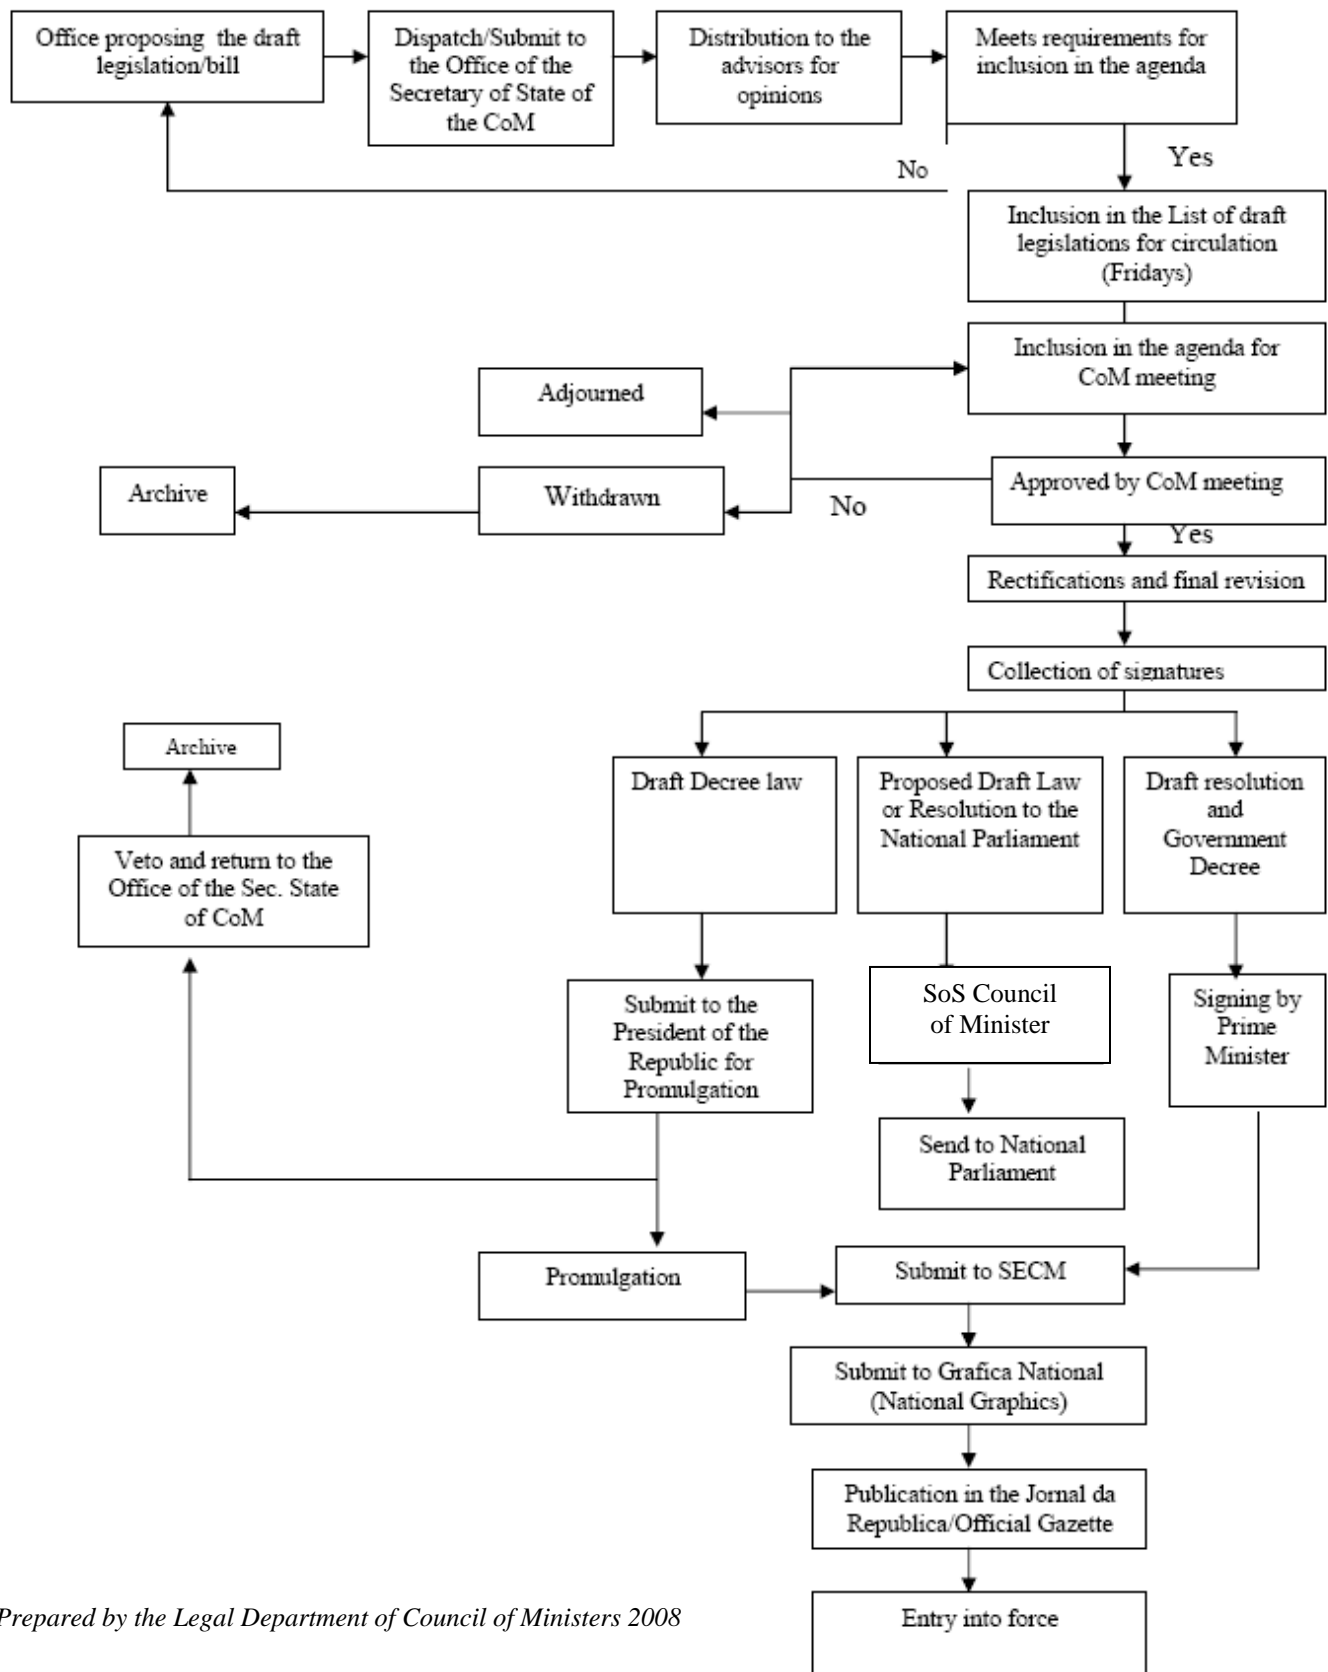 Office proposing the draft
legislation/bill
Dispatch/Submit to
the Office of the
Secretary of State of
the CoM
Distribution to the
advisors for
opinions
Meets requirements for
inclusion in the agenda
Yes
No
Inclusion in the List of draft
legislations for circulation
(Fridays)
Inclusion in the agenda for
CoM meeting
Adjourned
Archive
Withdrawn
No
Approved by CoM meeting
Yes
Rectifications and final revision
Collection of signatures
Archive
Draft Decree law
Proposed Draft Law
or Resolution to the
National Parliament
Draft resolution
and
Government
Decree
Veto and return to the
Office of the Sec. State
of CoM
Submit to the
President of the
Republic for
Promulgation
SoS Council
of Minister
Signing by
Prime
Minister
Send to National
Parliament
Promulgation
Submit to SECM
Submit to Grafica National
(National Graphics)
Publication in the Jornal da
Republica/Official Gazette
Entry into force
Prepared by the Legal Department of Council of Ministers 2008